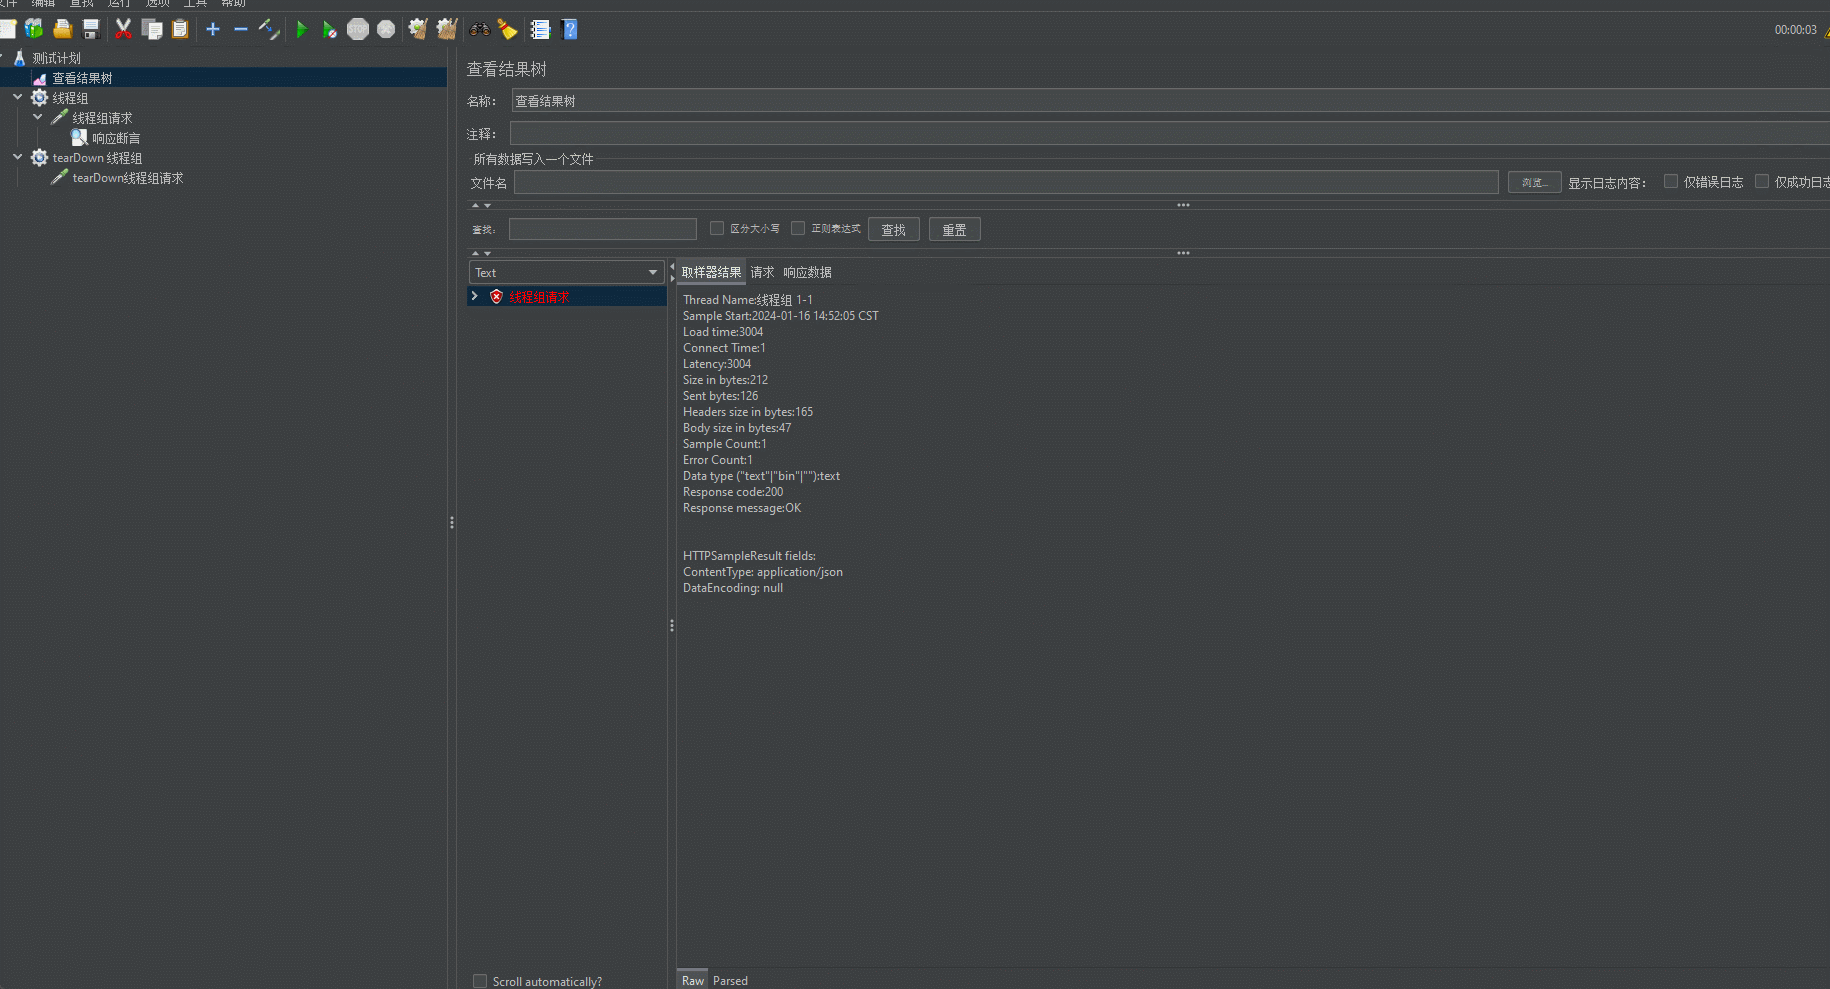 文件 编辑 查找 运行 选项 工具 帮助
STOP
00:00:03
测试计划
查看结果树
线程组
线程组请求
响应断言
tearDown 线程组
tearDown线程组请求
查看结果树
名称： 查看结果树
注释：
所有数据写入一个文件
文件名 浏览... 显示日志内容： 仅错误日志 仅成功日志
查找： 区分大小写 正则表达式 查找 重置
Text
取样器结果 请求 响应数据
线程组请求
Thread Name:线程组 1-1
Sample Start:2024-01-16 14:52:05 CST
Load time:3004
Connect Time:1
Latency:3004
Size in bytes:212
Sent bytes:126
Headers size in bytes:165
Body size in bytes:47
Sample Count:1
Error Count:1
Data type ("text"|"bin"|""):text
Response code:200
Response message:OK
HTTPSampleResult fields:
ContentType: application/json
DataEncoding: null
Scroll automatically?
Raw Parsed